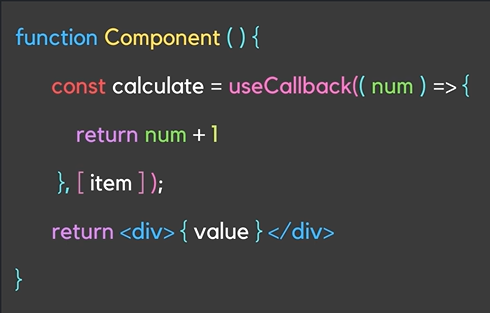 function Component ( ) {
const calculate = useCallback(( num ) => {
return num + 1
}, [ item ] );
return <div> { value } </div>
}